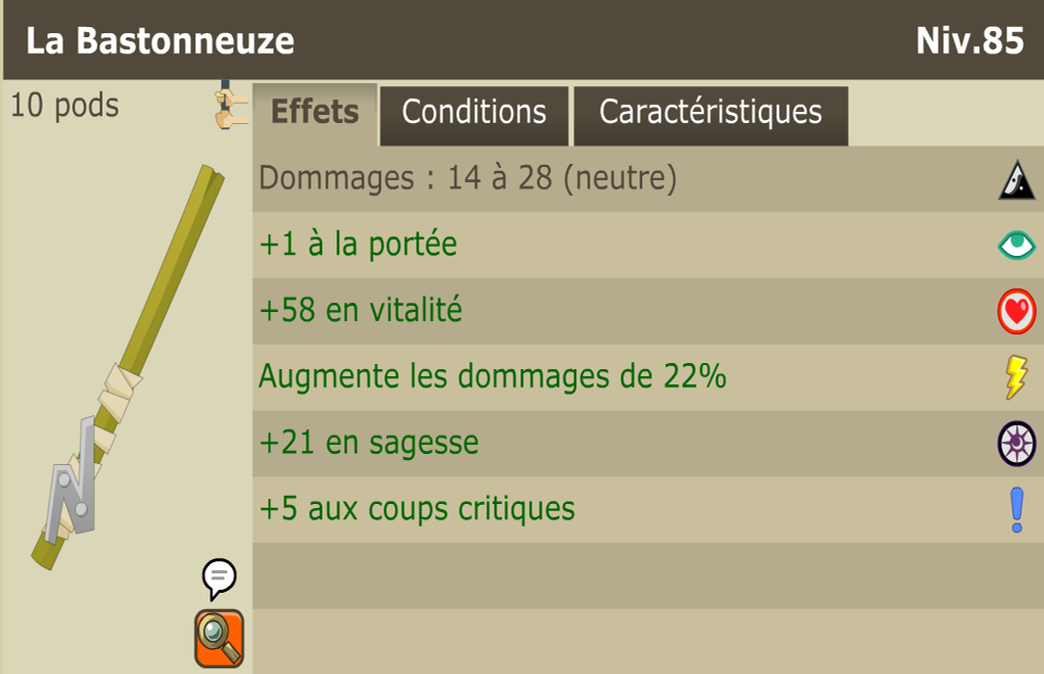 La Bastonneuze
Niv.85
10 pods
Effets
Conditions
Caractéristiques
Dommages : 14 à 28 (neutre)
+1 à la portée
+58 en vitalité
Augmente les dommages de 22%
+21 en sagesse
+5 aux coups critiques